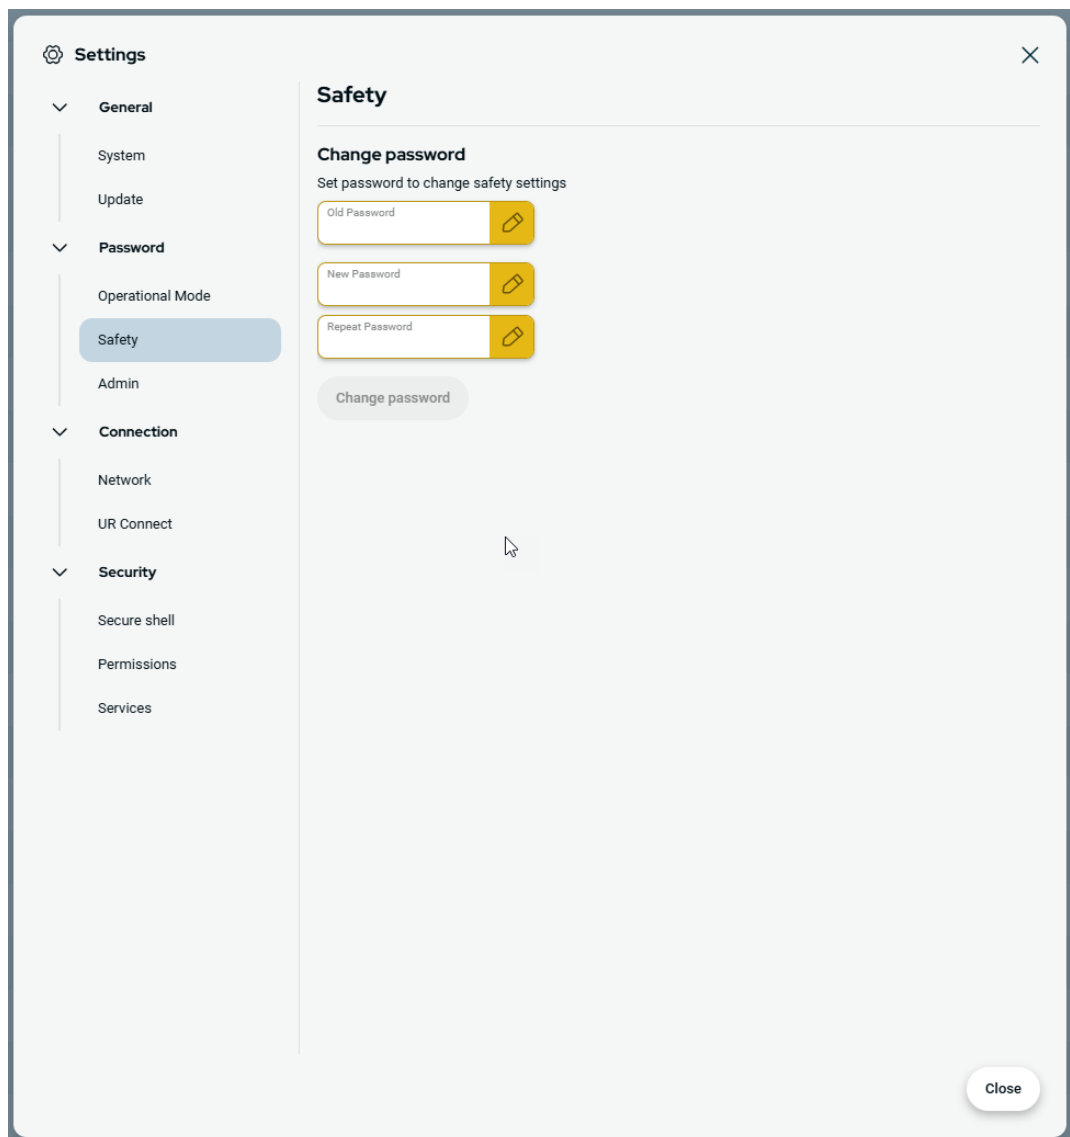 Settings
General
System
Update
Password
Operational Mode
Safety
Admin
Connection
Network
UR Connect
Security
Secure shell
Permissions
Services
Safety
Change password
Set password to change safety settings
Old Password
New Password
Repeat Password
Change password
Close